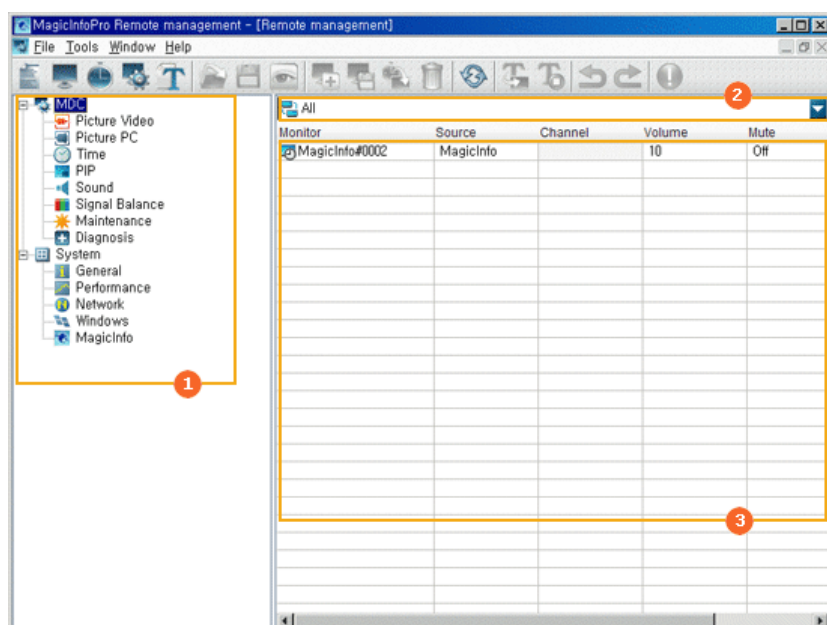 MagicInfoPro Remote management - [Remote management]
File Tools Window Help
MDC
Picture Video
Picture PC
Time
PIP
Sound
Signal Balance
Maintenance
Diagnosis
System
General
Performance
Network
Windows
MagicInfo
1
All
2
Monitor Source Channel Volume Mute
MagicInfo#0002 MagicInfo 10 Off
3